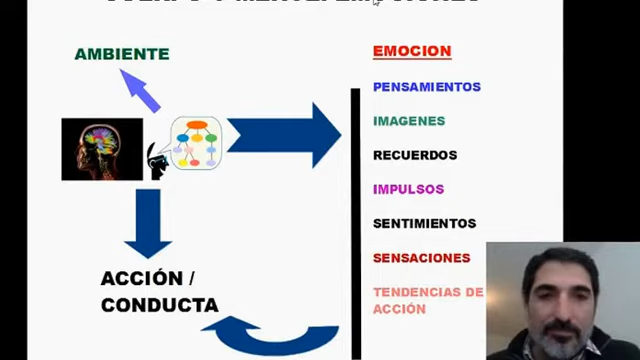 AMBIENTE
EMOCION
PENSAMIENTOS
IMAGENES
RECUERDOS
IMPULSOS
SENTIMIENTOS
SENSACIONES
TENDENCIAS DE
ACCIÓN
ACCIÓN /
CONDUCTA